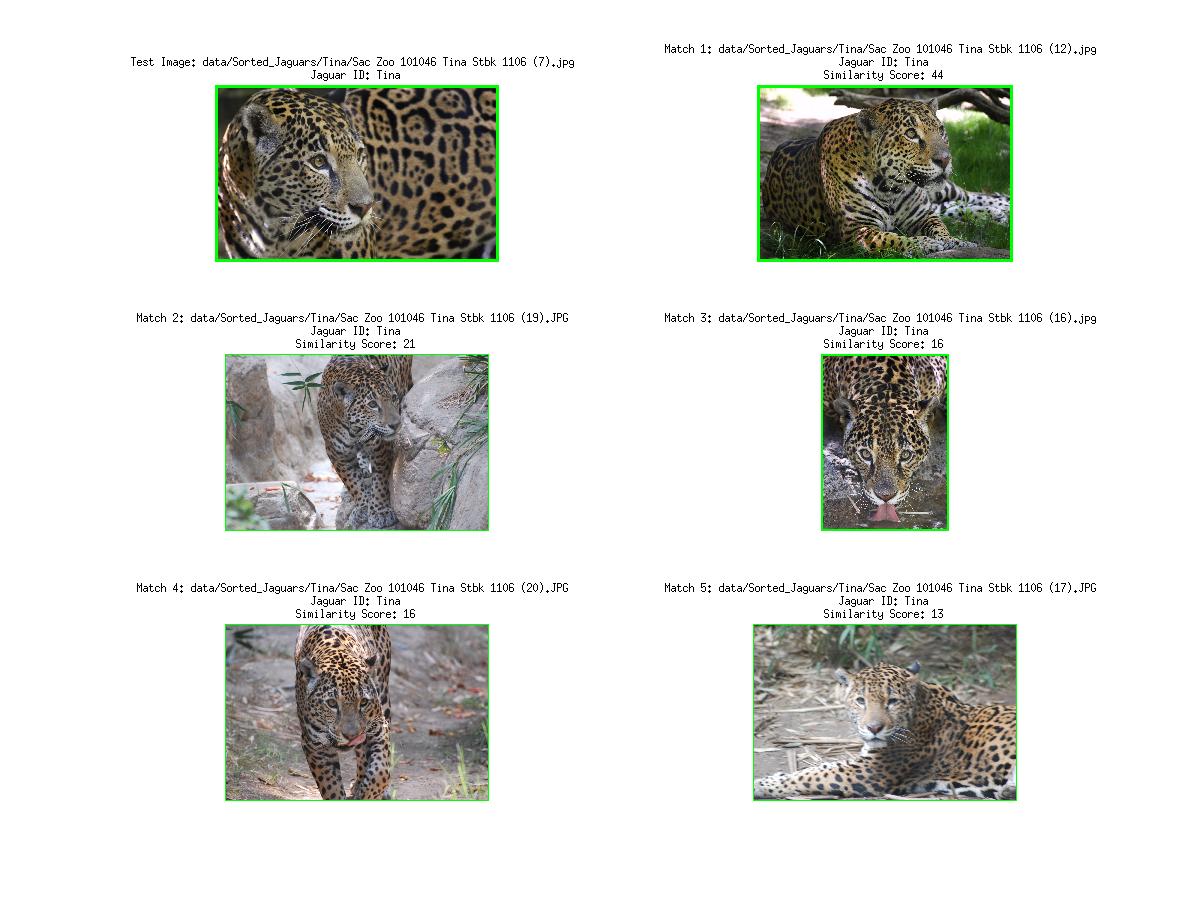 Test Image: data/Sorted_Jaguars/Tina/Sac Zoo 101046 Tina Stbk 1106 (7).jpg
Jaguar ID: Tina
Match 1: data/Sorted_Jaguars/Tina/Sac Zoo 101046 Tina Stbk 1106 (12).jpg
Jaguar ID: Tina
Similarity Score: 44
Match 2: data/Sorted_Jaguars/Tina/Sac Zoo 101046 Tina Stbk 1106 (19).JPG
Jaguar ID: Tina
Similarity Score: 21
Match 3: data/Sorted_Jaguars/Tina/Sac Zoo 101046 Tina Stbk 1106 (16).jpg
Jaguar ID: Tina
Similarity Score: 16
Match 4: data/Sorted_Jaguars/Tina/Sac Zoo 101046 Tina Stbk 1106 (20).JPG
Jaguar ID: Tina
Similarity Score: 16
Match 5: data/Sorted_Jaguars/Tina/Sac Zoo 101046 Tina Stbk 1106 (17).JPG
Jaguar ID: Tina
Similarity Score: 13